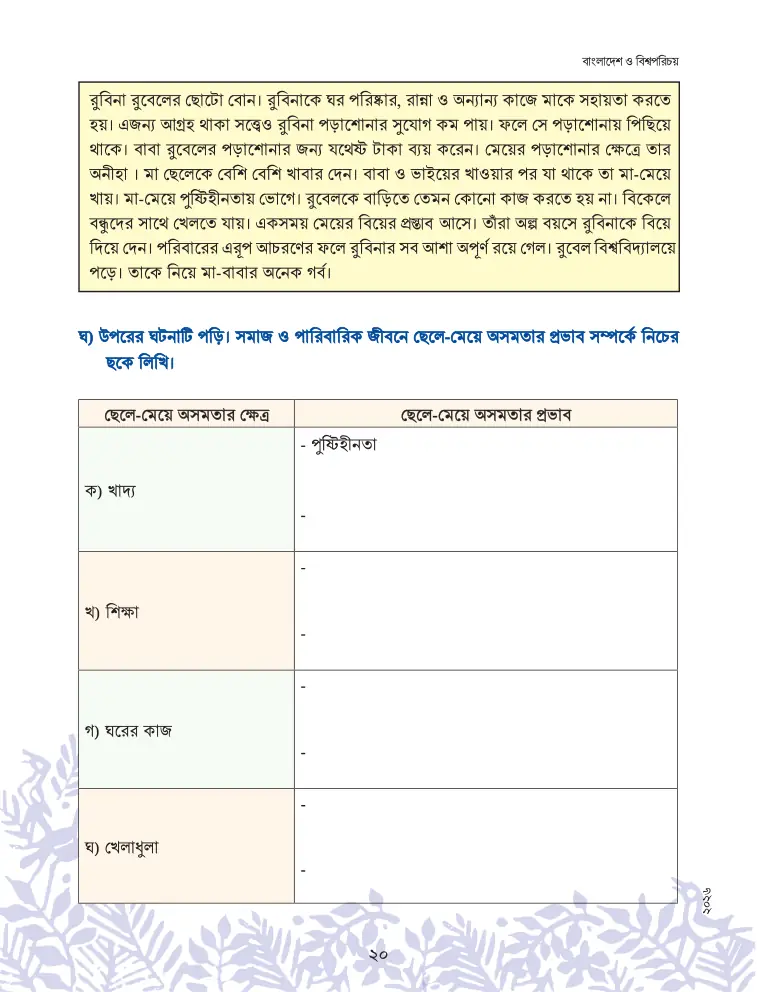 বাংলাদেশ ও বিশ্বপরিচয়
রুবিনা রুবেলের ছোটো বোন। রুবিনাকে ঘর পরিষ্কার, রান্না ও অন্যান্য কাজে মাকে সহায়তা করতে
হয়। এজন্য আগ্রহ থাকা সত্ত্বেও রুবিনা পড়াশোনার সুযোগ কম পায়। ফলে সে পড়াশোনায় পিছিয়ে
থাকে। বাবা রুবেলের পড়াশোনার জন্য যথেষ্ট টাকা ব্যয় করেন। মেয়ের পড়াশোনার ক্ষেত্রে তার
অনীহা । মা ছেলেকে বেশি বেশি খাবার দেন। বাবা ও ভাইয়ের খাওয়ার পর যা থাকে তা মা-মেয়ে
খায়। মা-মেয়ে পুষ্টিহীনতায় ভোগে। রুবেলকে বাড়িতে তেমন কোনো কাজ করতে হয় না। বিকেলে
বন্ধুদের সাথে খেলতে যায়। একসময় মেয়ের বিয়ের প্রস্তাব আসে। তাঁরা অল্প বয়সে রুবিনাকে বিয়ে
দিয়ে দেন। পরিবারের এরূপ আচরণের ফলে রুবিনার সব আশা অপূর্ণ রয়ে গেল। রুবেল বিশ্ববিদ্যালয়ে
পড়ে। তাকে নিয়ে মা-বাবার অনেক গর্ব।
ঘ) উপরের ঘটনাটি পড়ি। সমাজ ও পারিবারিক জীবনে ছেলে-মেয়ে অসমতার প্রভাব সম্পর্কে নিচের
ছকে লিখি।
ছেলে-মেয়ে অসমতার ক্ষেত্র
ছেলে-মেয়ে অসমতার প্রভাব
ক) খাদ্য
- পুষ্টিহীনতা
-
খ) শিক্ষা
-
-
গ) ঘরের কাজ
-
-
ঘ) খেলাধুলা
-
-
২০২৬
২০